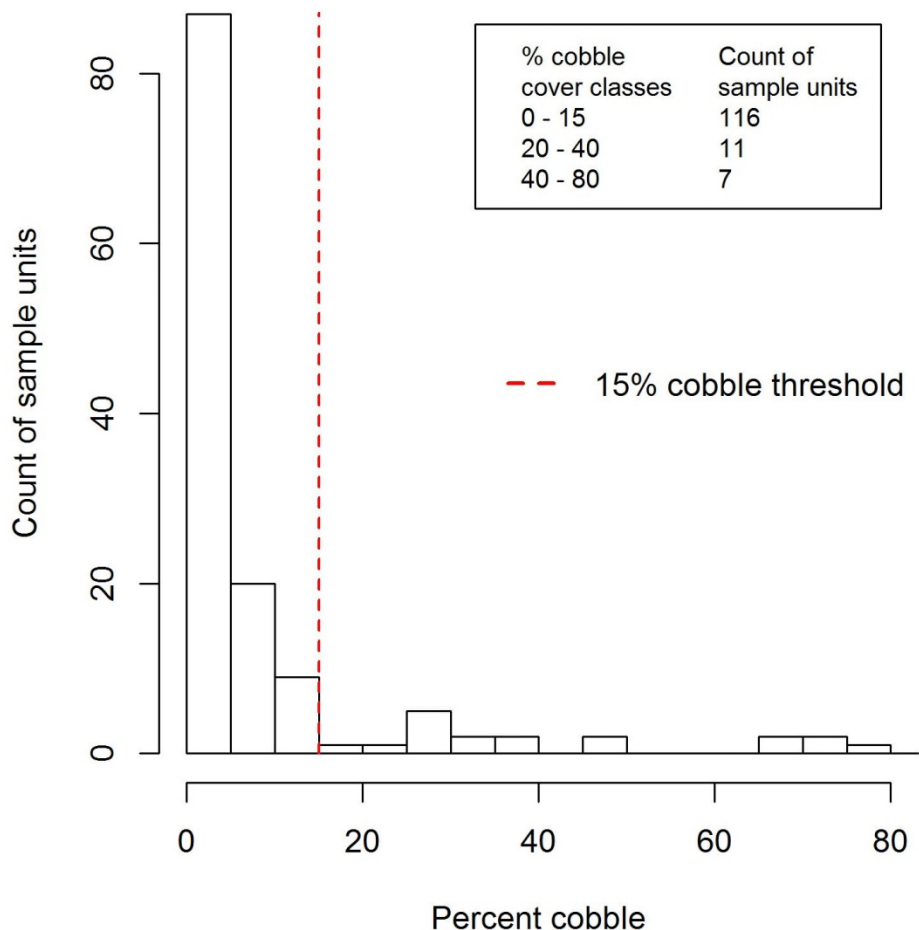 % cobble Count of
cover classes sample units
0 - 15 116
20 - 40 11
40 - 80 7
15% cobble threshold
Count of sample units
80
60
40
20
0
0 20 40 60 80
Percent cobble